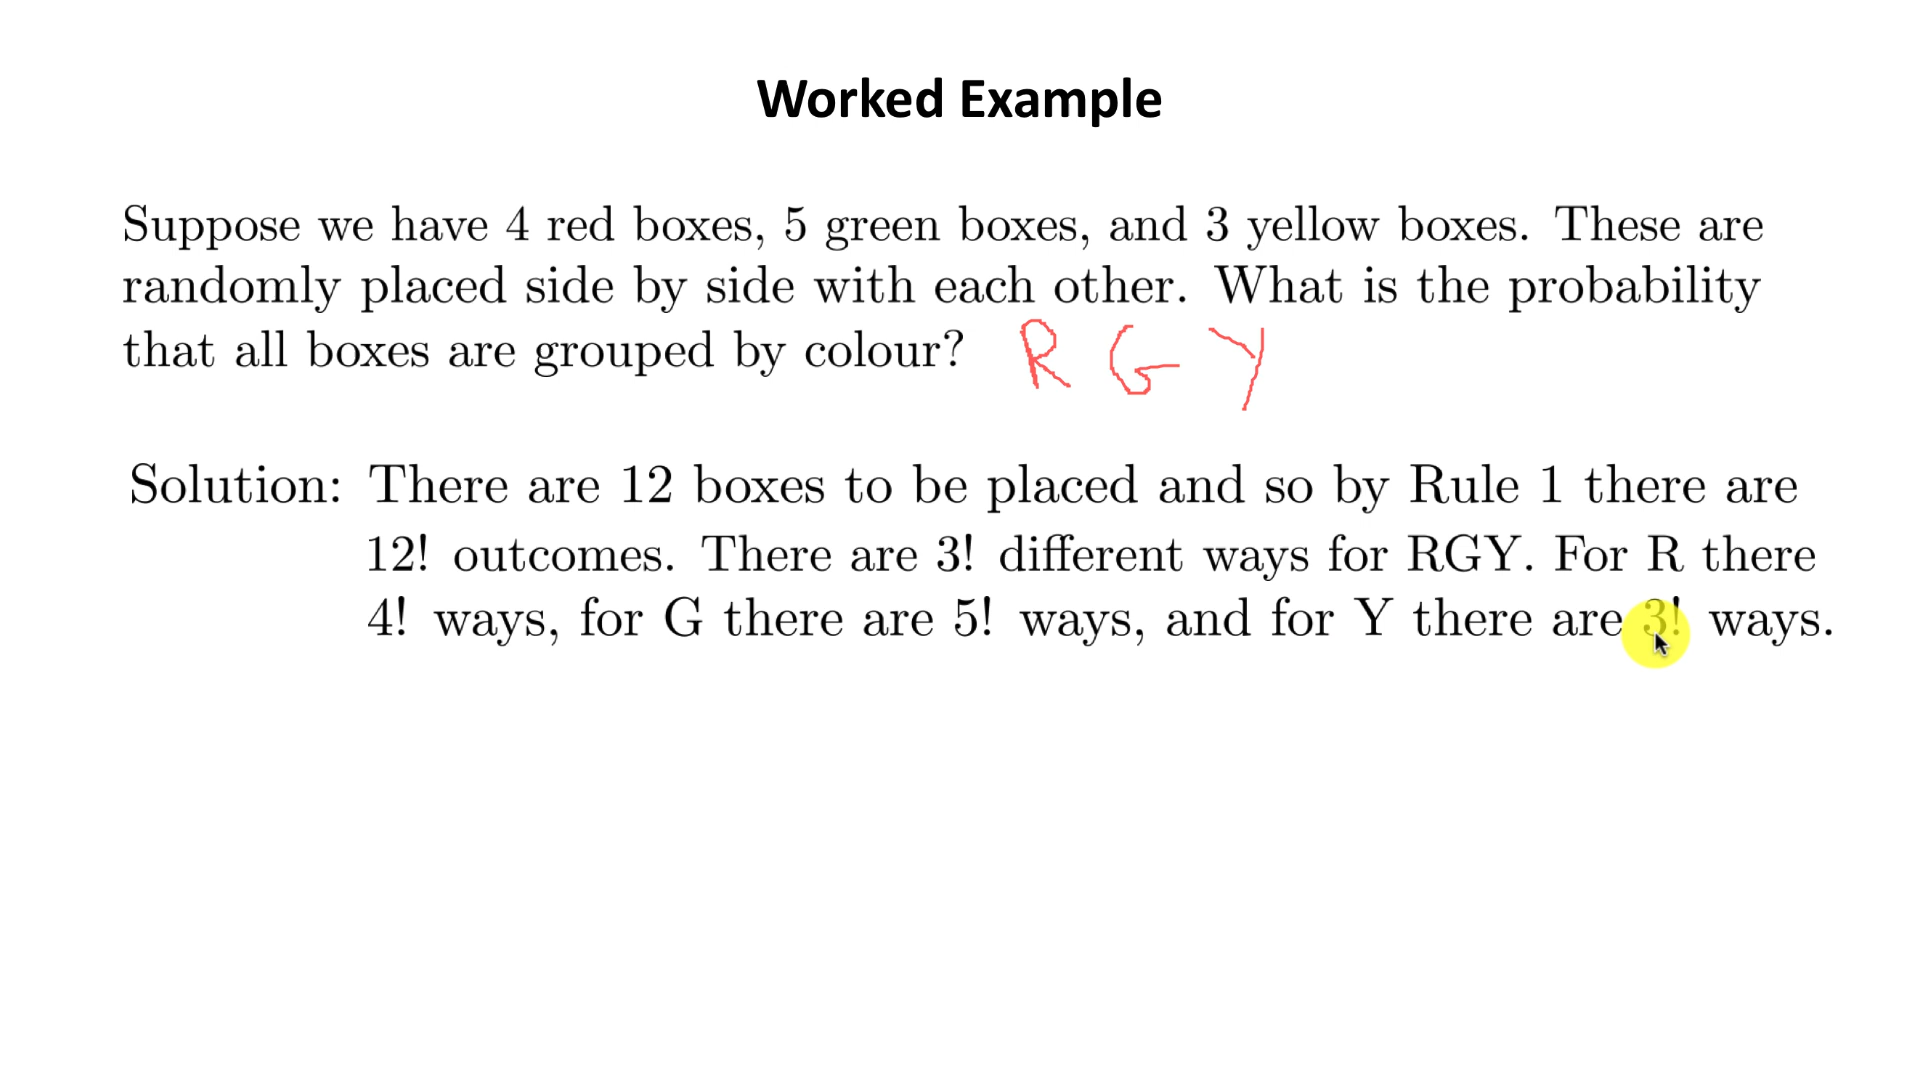 Worked Example
Suppose we have 4 red boxes, 5 green boxes, and 3 yellow boxes. These are
randomly placed side by side with each other. What is the probability
that all boxes are grouped by colour? R G Y
Solution: There are 12 boxes to be placed and so by Rule 1 there are
12! outcomes. There are 3! different ways for RGY. For R there
4! ways, for G there are 5! ways, and for Y there are 3! ways.